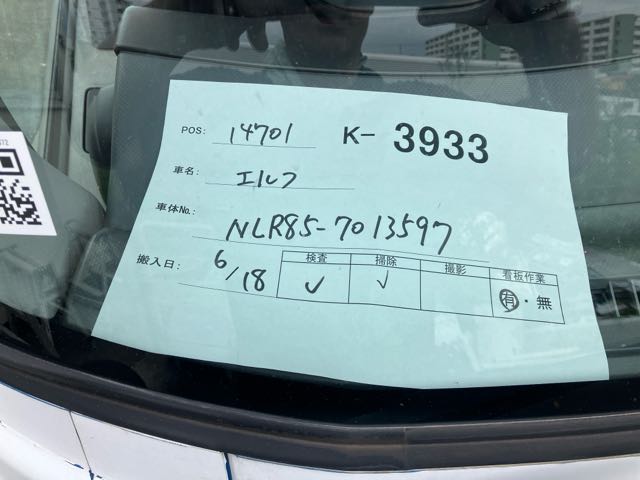 POS: 14701 K- 3933
車名: エルフ
車体No.: NLR85-7013597
搬入日: 6/18
検査 掃除 撮影 看板作業
✓ ✓ 有・無